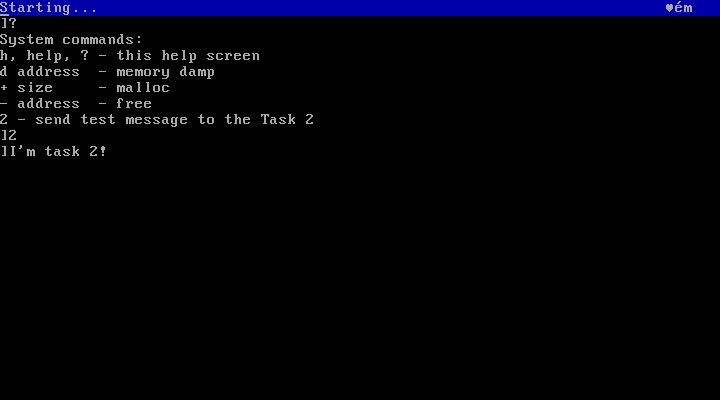 Starting... ♥ém
]?
System commands:
h, help, ? - this help screen
d address  - memory damp
+ size     - malloc
- address  - free
2 - send test message to the Task 2
]2
]I'm task 2!